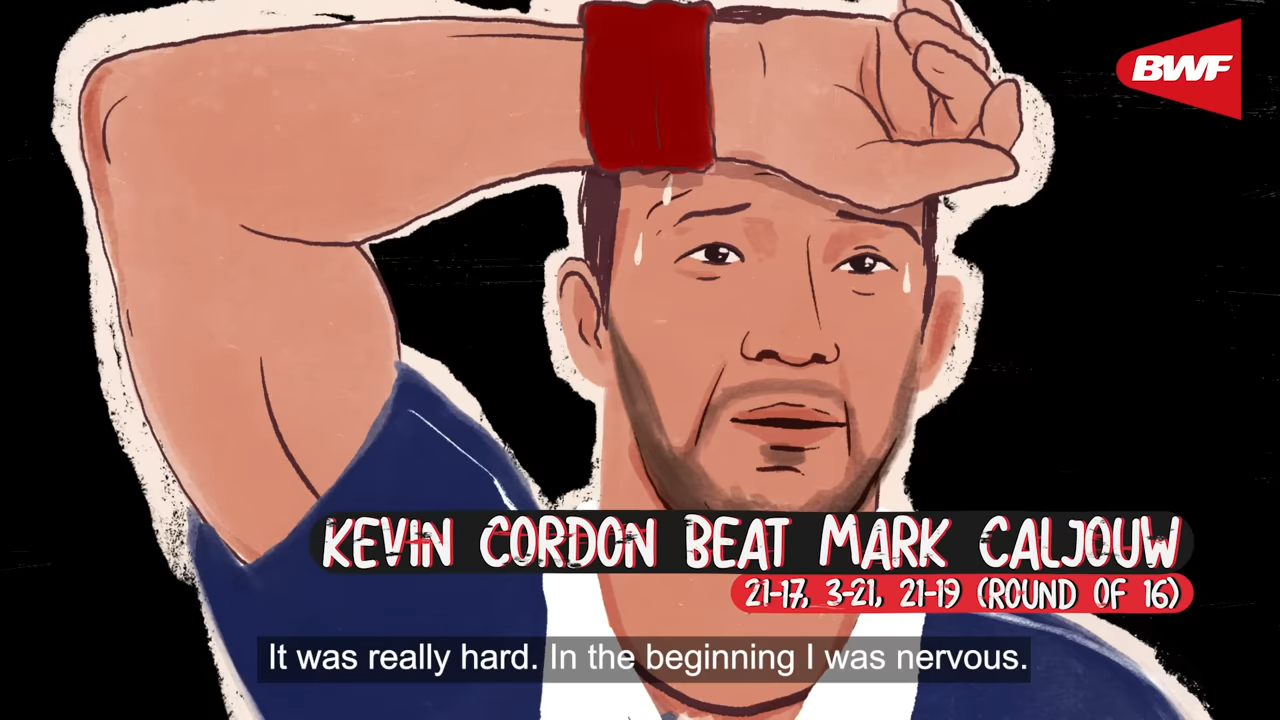 BWF
KEVIN CORDON BEAT MARK CALJOUW
21-17, 3-21, 21-19 (ROUND OF 16)
It was really hard. In the beginning I was nervous.